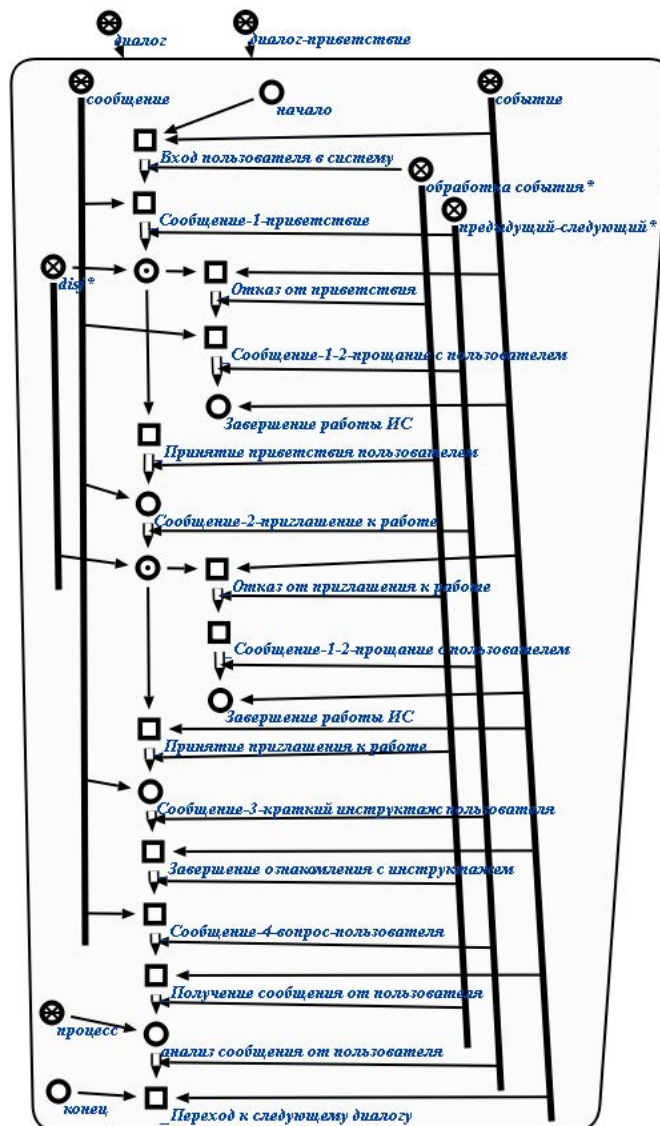 диалог
диалог-приветствие
сообщение
начало
событие
Вход пользователя в систему
обработка события*
Сообщение-1-приветствие
предыдущий-следующий*
disj*
Отказ от приветствия
Сообщение-1-2-прощание с пользователем
Завершение работы ИС
Принятие приветствия пользователем
Сообщение-2-приглашение к работе
Отказ от приглашения к работе
_Сообщение-1-2-прощание с пользователем
Завершение работы ИС
Принятие приглашения к работе
Сообщение-3-краткий инструктаж пользователя
Завершение ознакомления с инструктажем
Сообщение-4-вопрос-пользователя
Получение сообщения от пользователя
процесс
анализ сообщения от пользователя
конец
_Переход к следующему диалогу